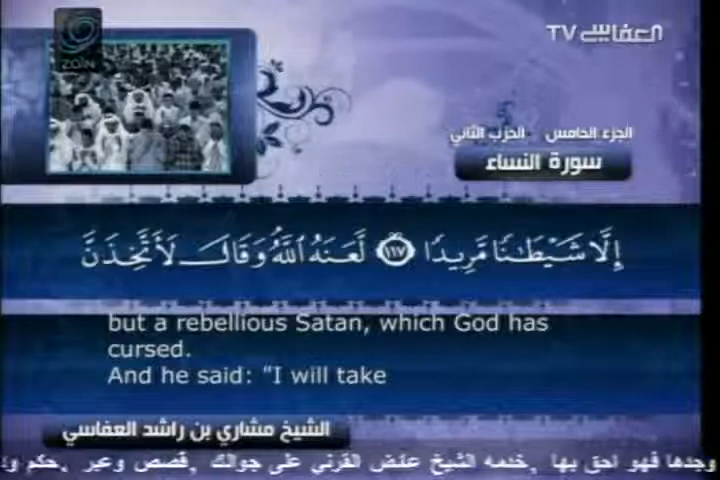 ZAIN
TV العفاسي
الجزء الخامس - الحزب الثاني
سورة النساء
إِلَّا شَيْطَـٰنًا مَّرِيدًا ١١٧ لَّعَنَهُ اللَّهُ وَقَالَ لَأَتَّخِذَنَّ
but a rebellious Satan, which God has
cursed.
And he said: "I will take
الشيخ مشاري بن راشد العفاسي
وجدها فهو احق بها ,خدمه الشيخ عائض القرني على جوالك ,قصص وعبر ,حكم